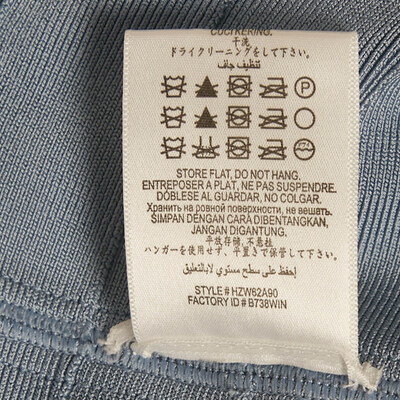 干洗
ドライクリーニングをして下さい。
تنظيف جاف
P
STORE FLAT, DO NOT HANG.
ENTREPOSER A PLAT, NE PAS SUSPENDRE.
DÓBLESE AL GUARDAR, NO COLGAR.
Хранить на ровной поверхности, не вешать.
SIMPAN DENGAN CARA DIBENTANGKAN,
JANGAN DIGANTUNG.
平放存储，不悬挂
ハンガーを使用せず、平置きで保管して下さい。
إحفظ على سطح مستوي لابالتعليق
STYLE # HZW62A90
FACTORY ID # B738WIN